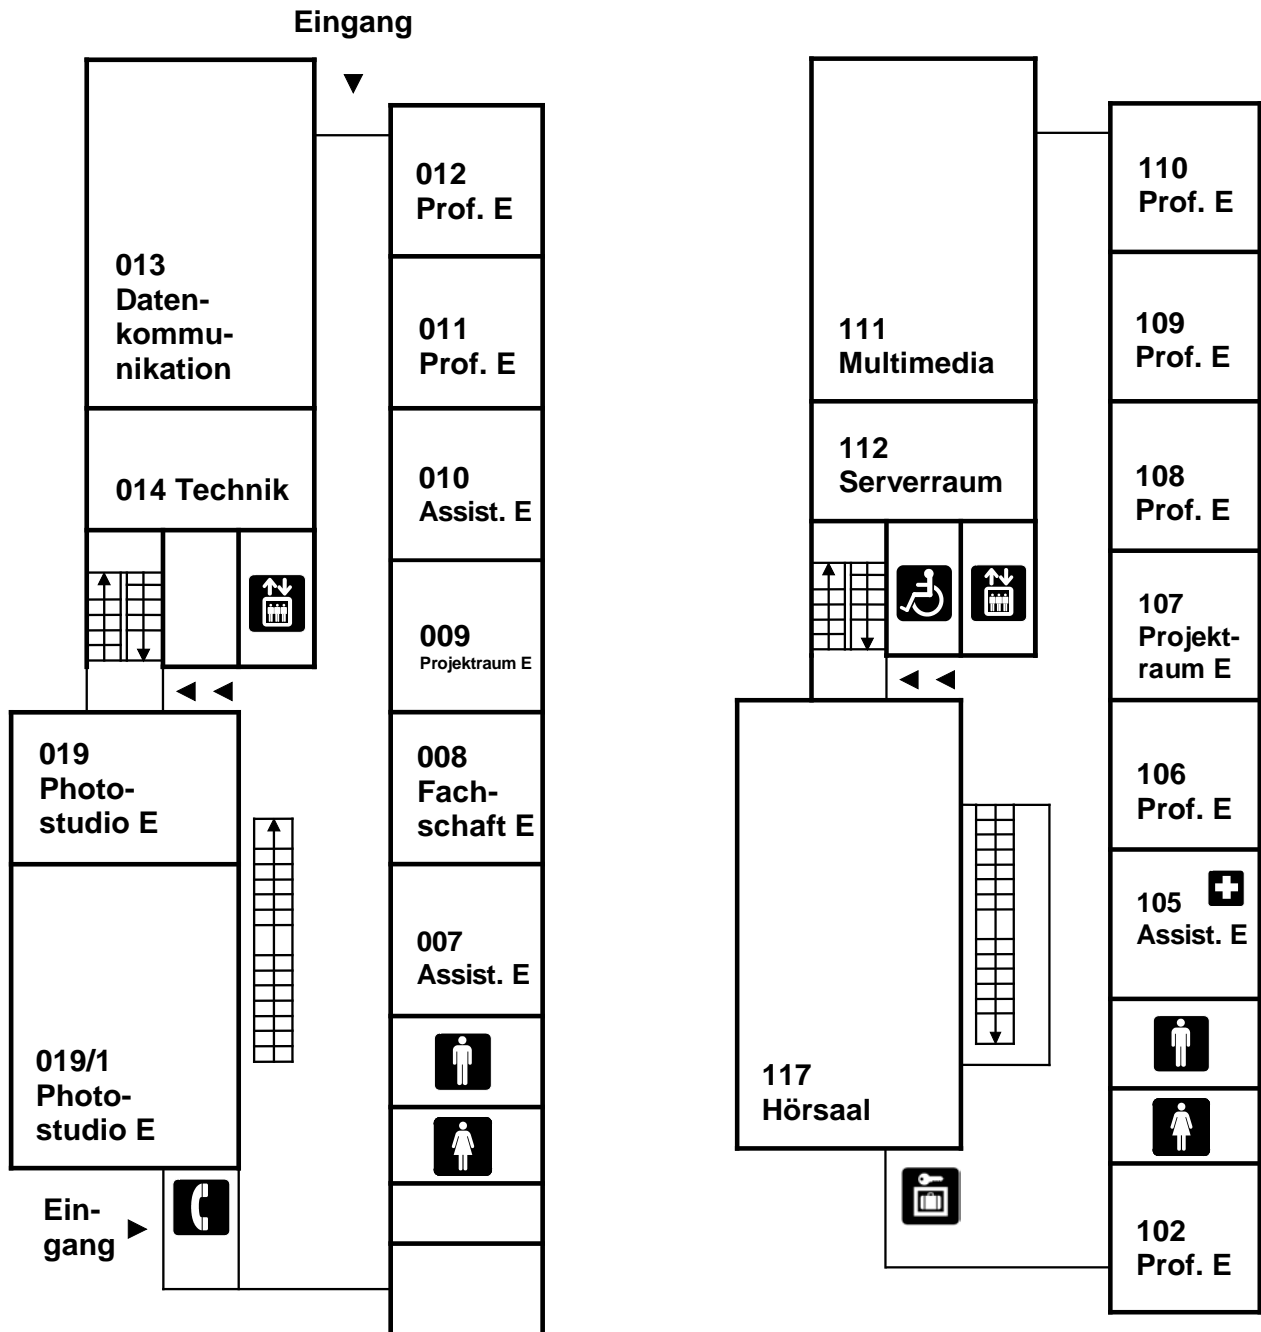 Eingang
013
Daten-
kommu-
nikation
014 Technik
019
Photo-
studio E
019/1
Photo-
studio E
Ein-
gang
012
Prof. E
011
Prof. E
010
Assist. E
009
Projektraum E
008
Fach-
schaft E
007
Assist. E
111
Multimedia
112
Serverraum
117
Hörsaal
110
Prof. E
109
Prof. E
108
Prof. E
107
Projekt-
raum E
106
Prof. E
105
Assist. E
102
Prof. E